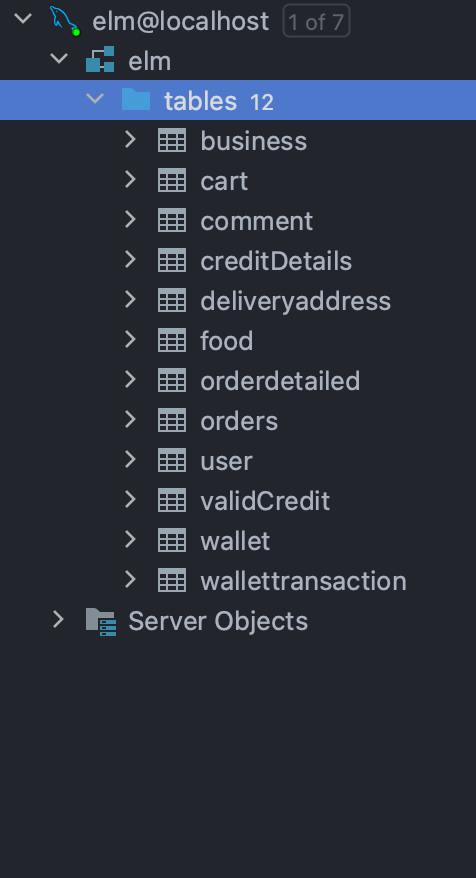 elm@localhost 1 of 7
elm
tables 12
business
cart
comment
creditDetails
deliveryaddress
food
orderdetailed
orders
user
validCredit
wallet
wallettransaction
Server Objects